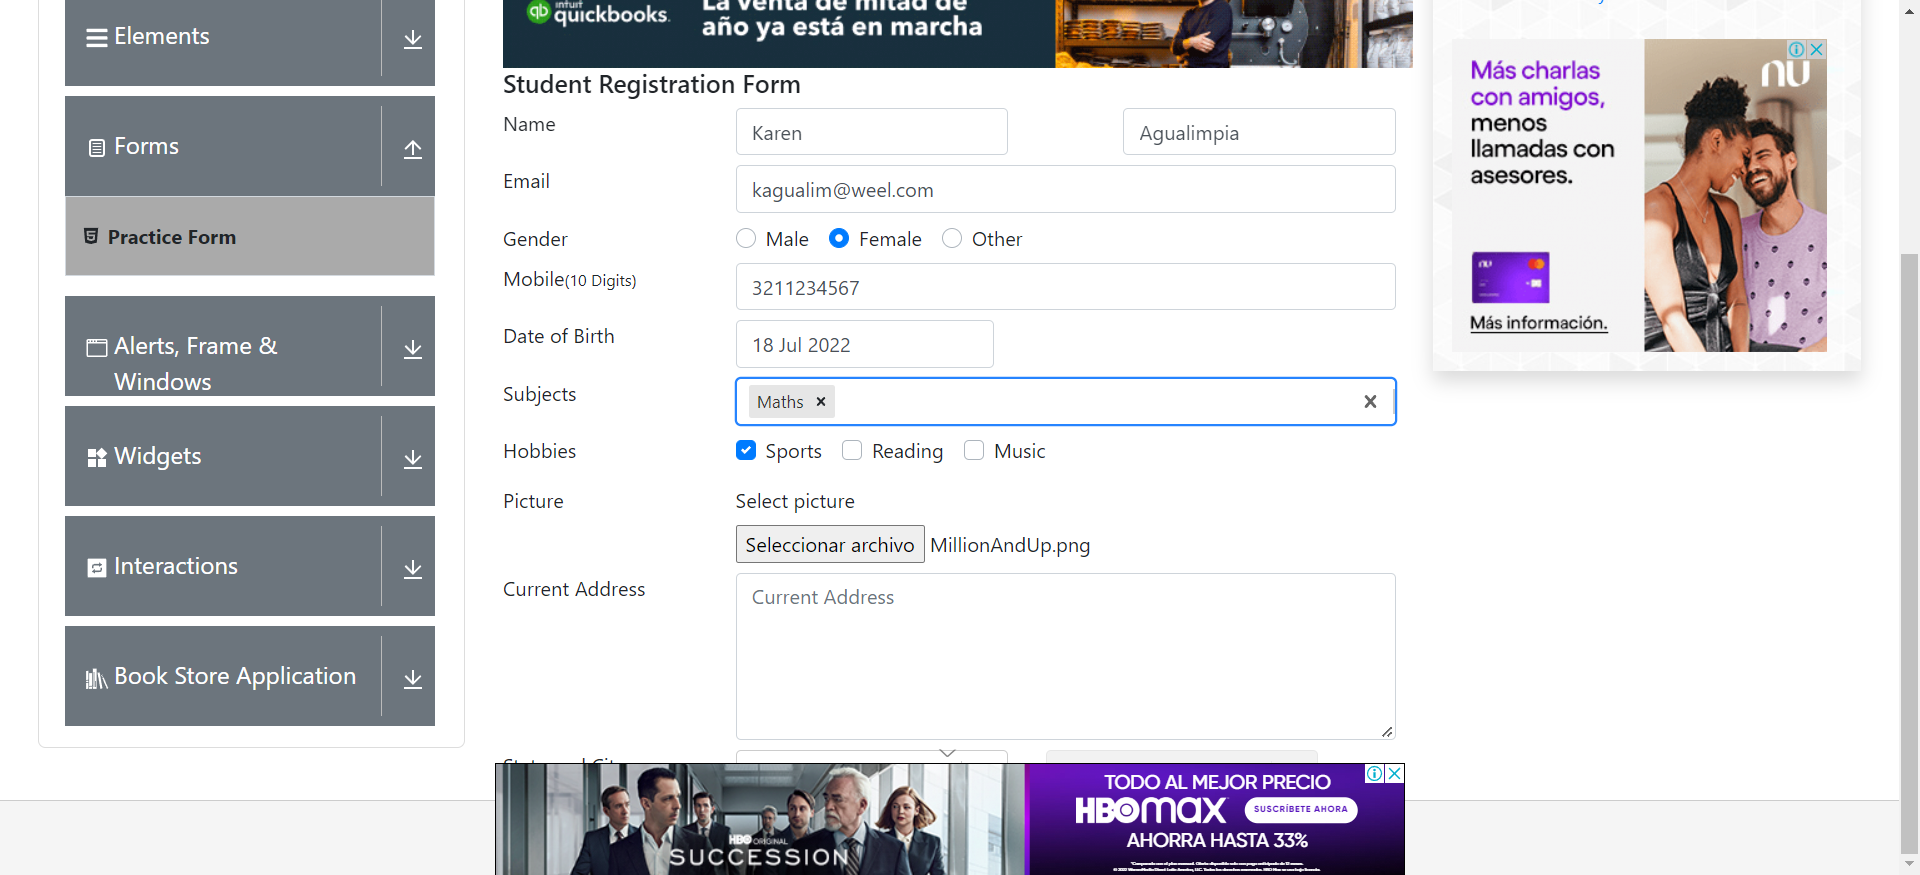 Elements
Forms
Practice Form
Alerts, Frame &
Windows
Widgets
Interactions
Book Store Application
intuit
quickbooks.
La venta de mitad de
año ya está en marcha
Student Registration Form
Name
Karen
Agualimpia
Email
kagualim@weel.com
Gender
Male
Female
Other
Mobile(10 Digits)
3211234567
Date of Birth
18 Jul 2022
Subjects
Maths
Hobbies
Sports
Reading
Music
Picture
Select picture
Seleccionar archivo
MillionAndUp.png
Current Address
Current Address
HBO ORIGINAL
SUCCESSION
TODO AL MEJOR PRECIO
HBOMAX
SUSCRÍBETE AHORA
AHORRA HASTA 33%
Más charlas
con amigos,
menos
llamadas con
asesores.
nu
Más información.